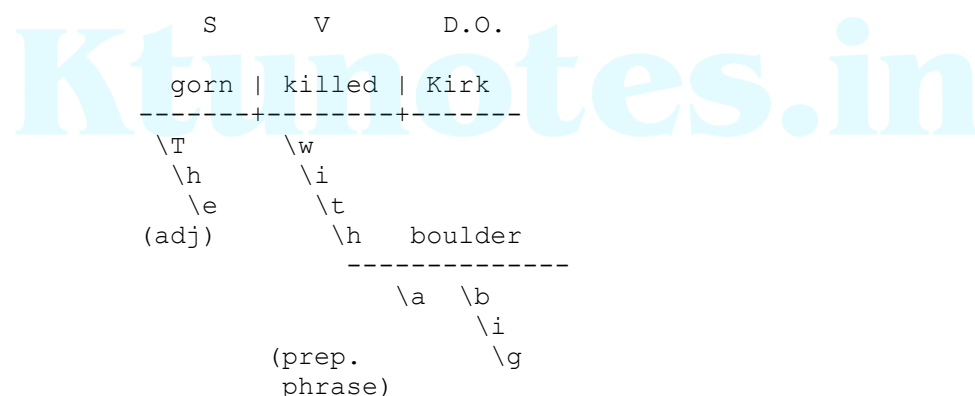 S V D.O.
Ktunotes.in
gorn | killed | Kirk
-------+---------+-------
\T \w
\h \i
\e \t
(adj) \h boulder
--------------
\a \b
\i
(prep. \g
phrase)